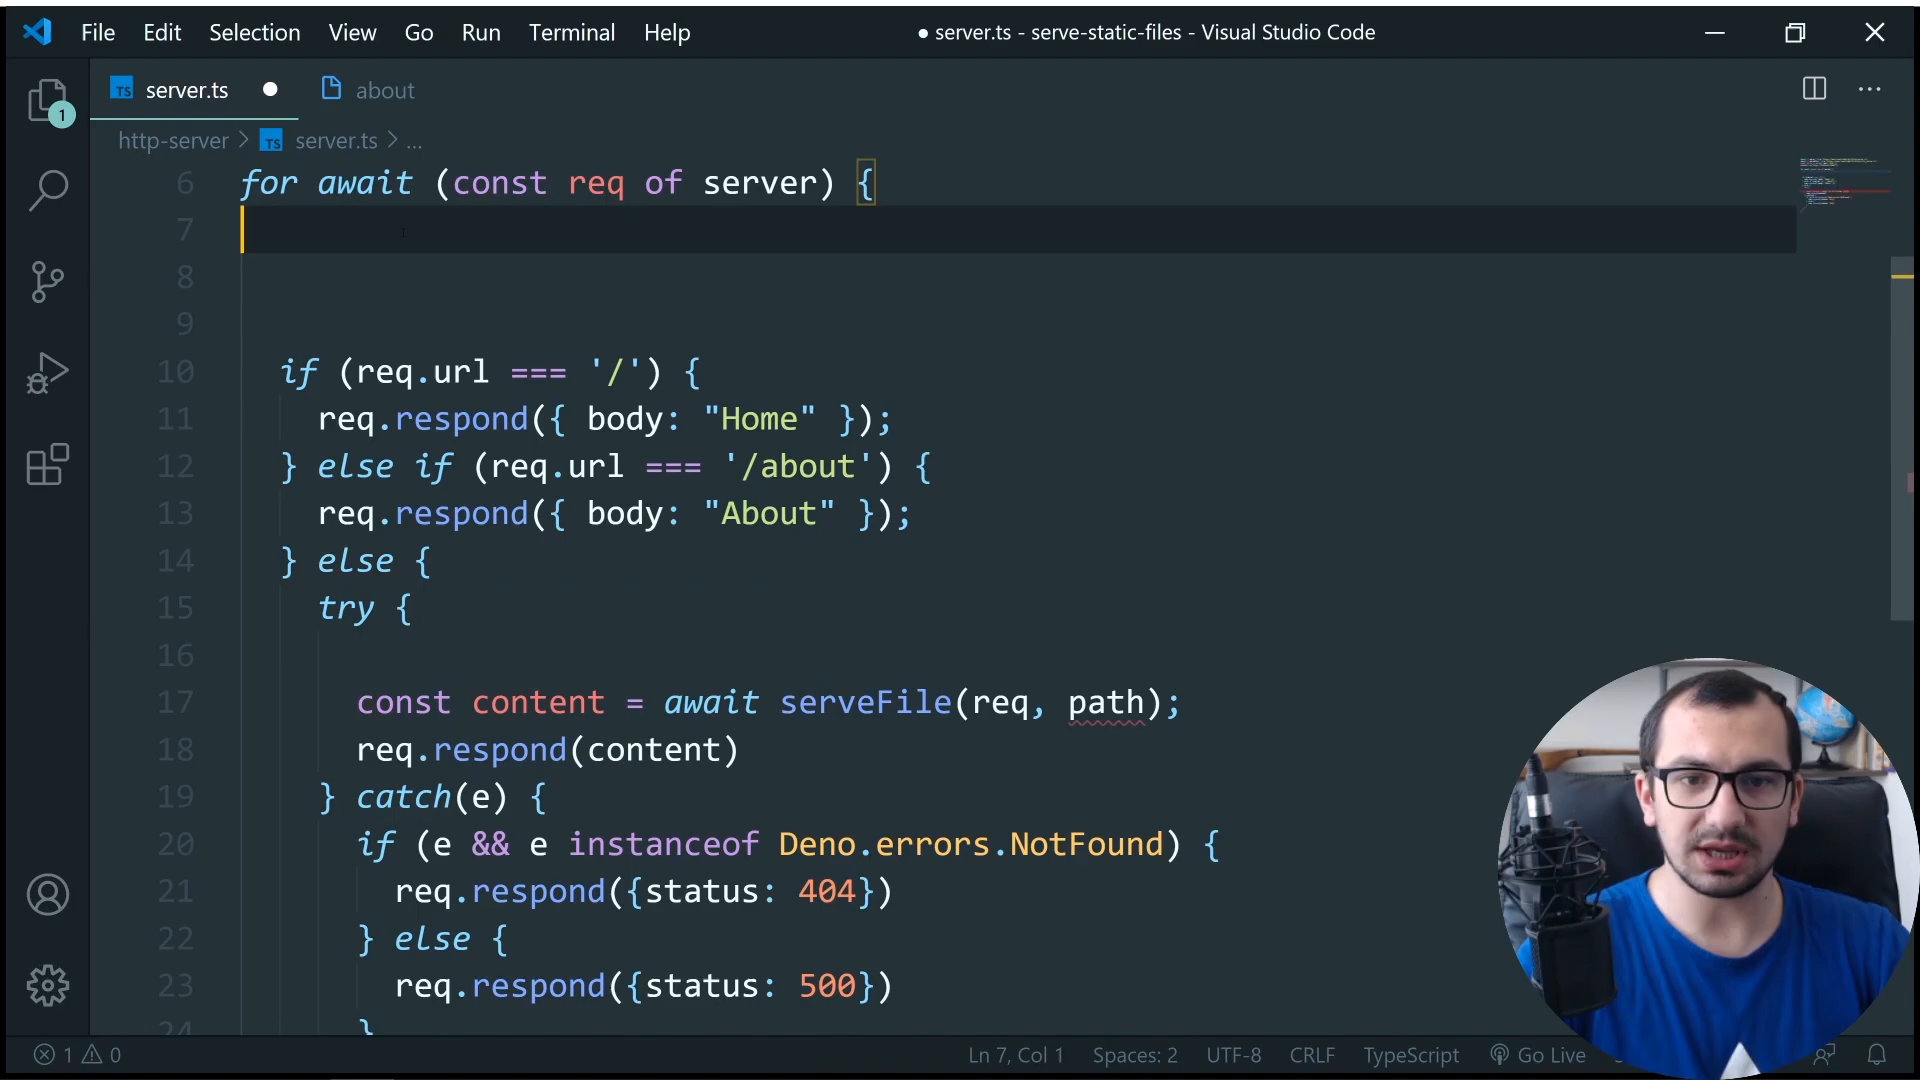 File Edit Selection View Go Run Terminal Help
● server.ts - serve-static-files - Visual Studio Code
TS server.ts ● about
http-server > TS server.ts > ...
1
6 for await (const req of server) {
7
8
9
10 if (req.url === '/') {
11 req.respond({ body: "Home" });
12 } else if (req.url === '/about') {
13 req.respond({ body: "About" });
14 } else {
15 try {
16
17 const content = await serveFile(req, path);
18 req.respond(content)
19 } catch(e) {
20 if (e && e instanceof Deno.errors.NotFound) {
21 req.respond({status: 404})
22 } else {
23 req.respond({status: 500})
24 }
1 0 Ln 7, Col 1 Spaces: 2 UTF-8 CRLF TypeScript Go Live